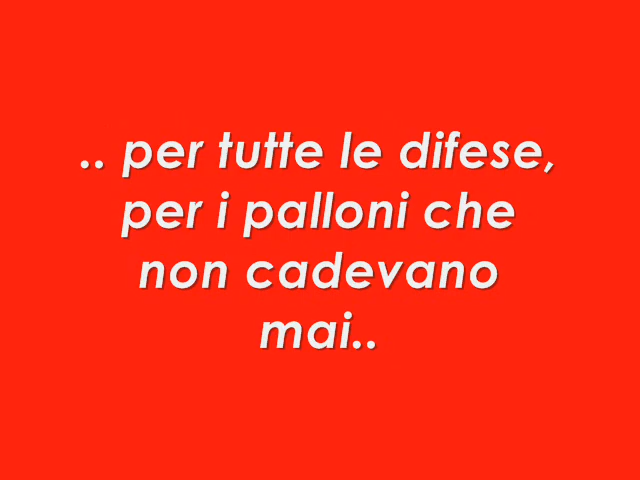 .. per tutte le difese,
per i palloni che
non cadevano
mai..